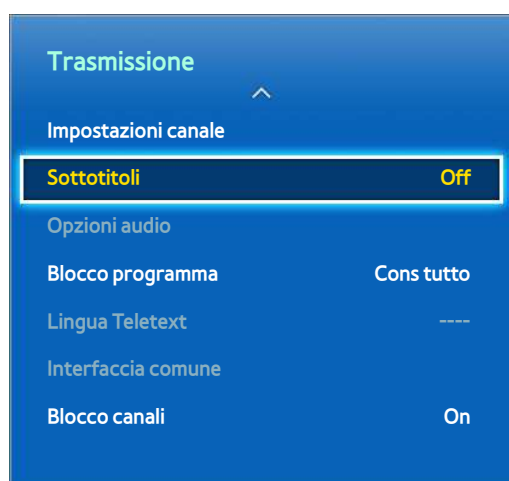 Trasmissione
Impostazioni canale
Sottotitoli Off
Opzioni audio
Blocco programma Cons tutto
Lingua Teletext ----
Interfaccia comune
Blocco canali On